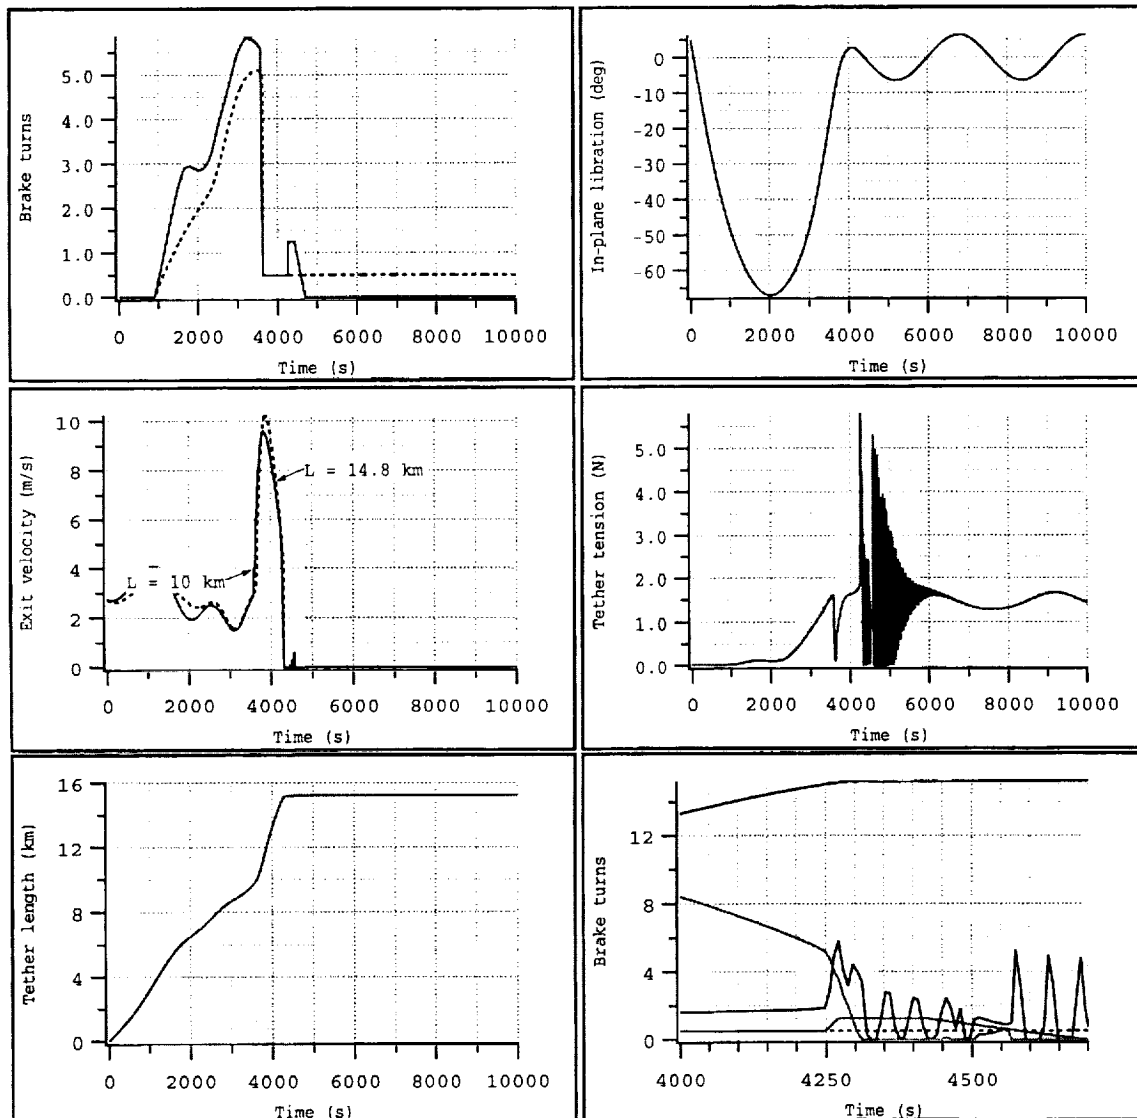 5.0
4.0
3.0
2.0
1.0
0.0
Brake turns
0 2000 4000 6000 8000 10000
Time (s)
0
-10
-20
-30
-40
-50
-60
In-plane libration (deg)
0 2000 4000 6000 8000 10000
Time (s)
10
8
6
4
2
0
Exit velocity (m/s)
L = 14.8 km
L = 10 km
0 2000 4000 6000 8000 10000
Time (s)
5.0
4.0
3.0
2.0
1.0
0.0
Tether tension (N)
0 2000 4000 6000 8000 10000
Time (s)
16
12
8
4
0
Tether length (km)
0 2000 4000 6000 8000 10000
Time (s)
12
8
4
0
Brake turns
4000 4250 4500
Time (s)